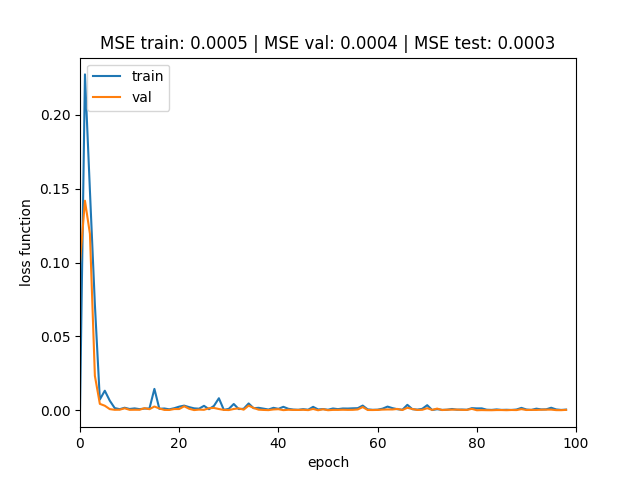 MSE train: 0.0005 | MSE val: 0.0004 | MSE test: 0.0003
train
val
0.20
0.15
0.10
0.05
0.00
loss function
0 20 40 60 80 100
epoch